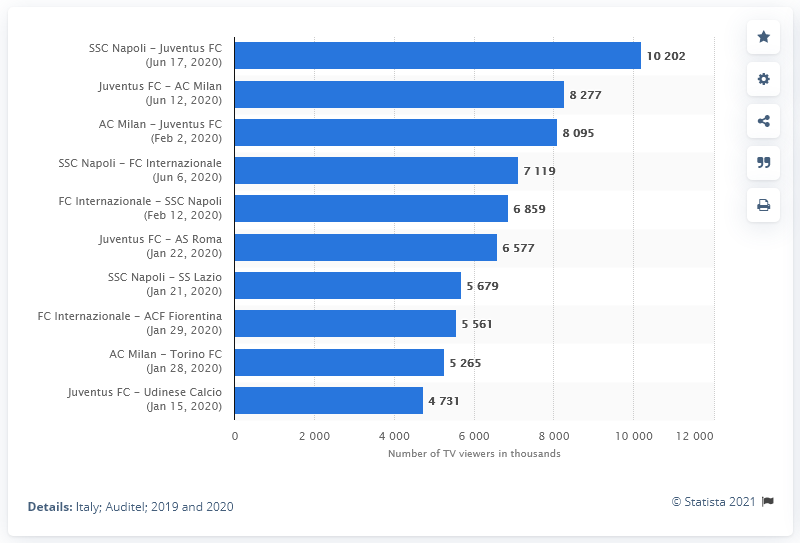 SSC Napoli – Juventus FC
(Jun 17, 2020)
10 202
Juventus FC – AC Milan
(Jun 12, 2020)
8 277
AC Milan – Juventus FC
(Feb 2, 2020)
8 095
SSC Napoli – FC Internazionale
(Jun 6, 2020)
7 119
FC Internazionale – SSC Napoli
(Feb 12, 2020)
6 859
Juventus FC – AS Roma
(Jan 22, 2020)
6 577
SSC Napoli – SS Lazio
(Jan 21, 2020)
5 679
FC Internazionale – ACF Fiorentina
(Jan 29, 2020)
5 561
AC Milan – Torino FC
(Jan 28, 2020)
5 265
Juventus FC – Udinese Calcio
(Jan 15, 2020)
4 731
0 2 000 4 000 6 000 8 000 10 000 12 000
Number of TV viewers in thousands
© Statista 2021
Details: Italy; Auditel; 2019 and 2020